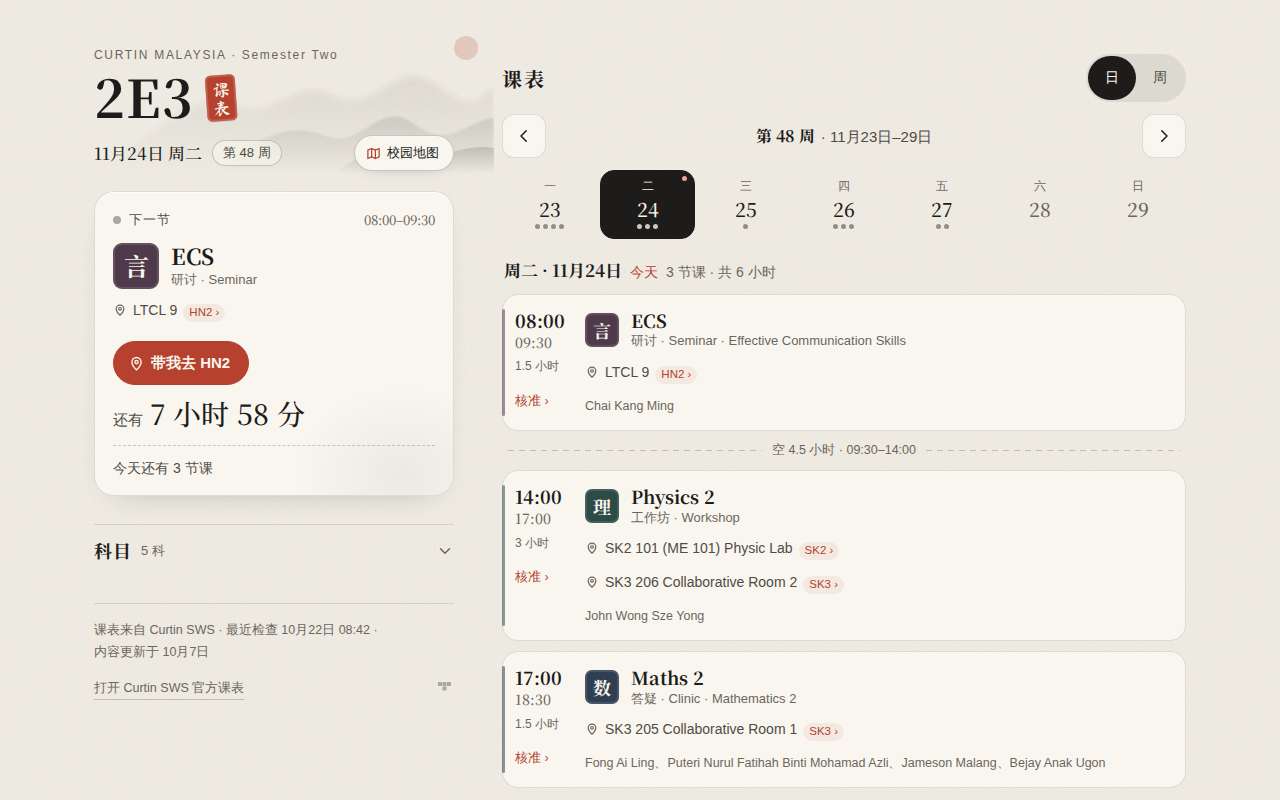 CURTIN MALAYSIA · Semester Two
2E3 课表
11月24日 周二 第 48 周 校园地图
下一节 08:00–09:30
言 ECS
研讨 · Seminar
LTCL 9 HN2 ›
带我去 HN2
还有 7 小时 58 分
今天还有 3 节课
科目 5 科
课表来自 Curtin SWS · 最近检查 10月22日 08:42 ·
内容更新于 10月7日
打开 Curtin SWS 官方课表
课表 日 周
第 48 周 · 11月23日–29日
一 二 三 四 五 六 日
23 24 25 26 27 28 29
周二 · 11月24日 今天 3 节课 · 共 6 小时
08:00 言 ECS
09:30 研讨 · Seminar · Effective Communication Skills
1.5 小时 LTCL 9 HN2 ›
核准 › Chai Kang Ming
空 4.5 小时 · 09:30–14:00
14:00 理 Physics 2
17:00 工作坊 · Workshop
3 小时 SK2 101 (ME 101) Physic Lab SK2 ›
核准 › SK3 206 Collaborative Room 2 SK3 ›
John Wong Sze Yong
17:00 数 Maths 2
18:30 答疑 · Clinic · Mathematics 2
1.5 小时 SK3 205 Collaborative Room 1 SK3 ›
核准 › Fong Ai Ling、Puteri Nurul Fatihah Binti Mohamad Azli、Jameson Malang、Bejay Anak Ugon